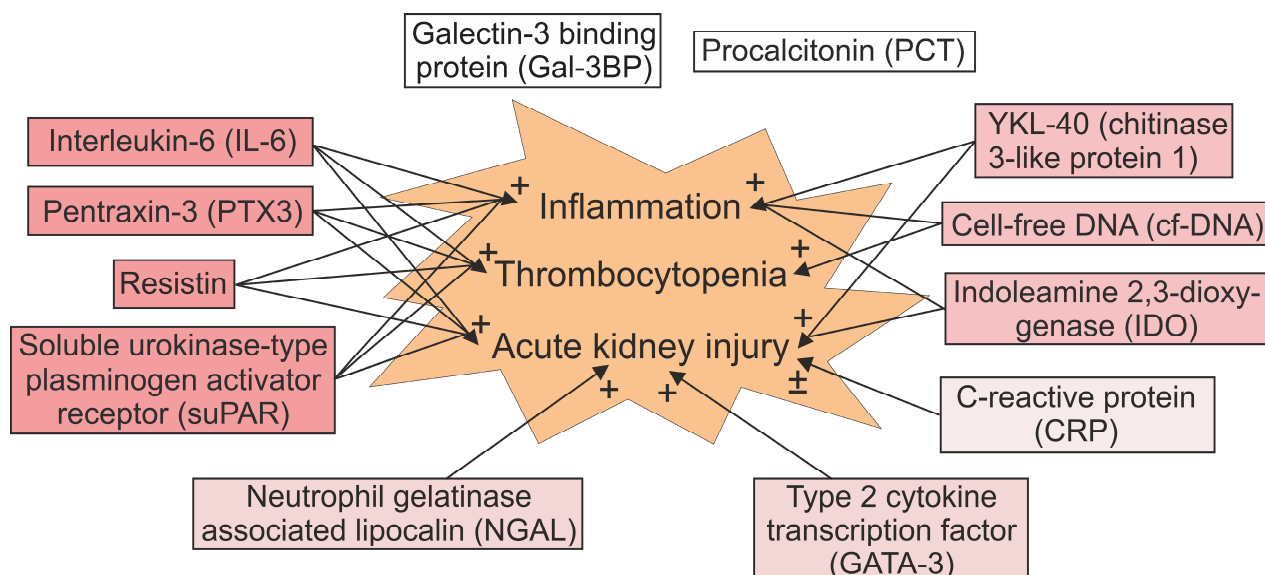 Galectin-3 binding
protein (Gal-3BP)
Procalcitonin (PCT)
Interleukin-6 (IL-6)
Pentraxin-3 (PTX3)
Resistin
Soluble urokinase-type
plasminogen activator
receptor (suPAR)
+
Inflammation
+
+
Thrombocytopenia
+
+
Acute kidney injury
+
+
+
±
YKL-40 (chitinase
3-like protein 1)
Cell-free DNA (cf-DNA)
Indoleamine 2,3-dioxy-
genase (IDO)
C-reactive protein
(CRP)
Neutrophil gelatinase
associated lipocalin (NGAL)
Type 2 cytokine
transcription factor
(GATA-3)